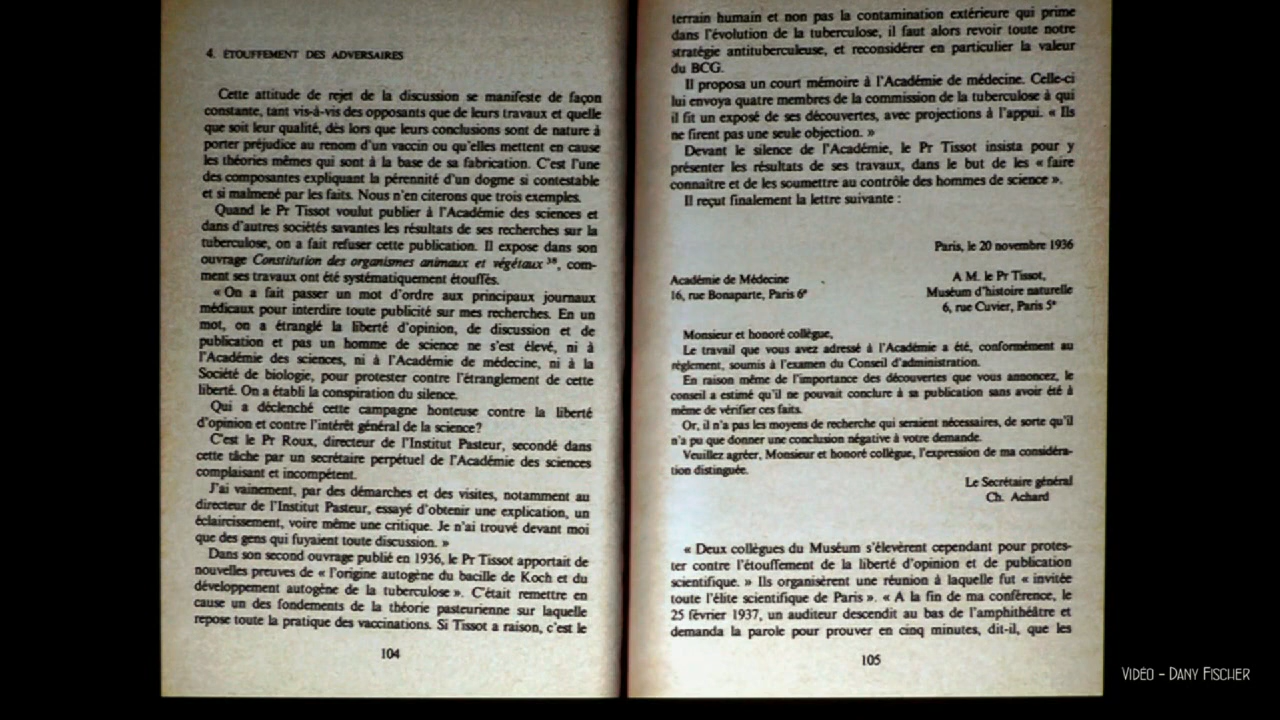 4. ÉTOUFFEMENT DES ADVERSAIRES
Cette attitude de rejet de la discussion se manifeste de façon
constante, tant vis-à-vis des opposants que de leurs travaux et quelle
que soit leur qualité, dès lors que leurs conclusions sont de nature à
porter préjudice au renom d'un vaccin ou qu'elles mettent en cause
les théories mêmes qui sont à la base de sa fabrication. C'est l'une
des composantes expliquant la pérennité d'un dogme si contestable
et si malmené par les faits. Nous n'en citerons que trois exemples.
Quand le Pr Tissot voulut publier à l'Académie des sciences et
dans d'autres sociétés savantes les résultats de ses recherches sur la
tuberculose, on a fait refuser cette publication. Il expose dans son
ouvrage Constitution des organismes animaux et végétaux ³⁸, com-
ment ses travaux ont été systématiquement étouffés.
« On a fait passer un mot d'ordre aux principaux journaux
médicaux pour interdire toute publicité sur mes recherches. En un
mot, on a étranglé la liberté d'opinion, de discussion et de
publication et pas un homme de science ne s'est élevé, ni à
l'Académie des sciences, ni à l'Académie de médecine, ni à la
Société de biologie, pour protester contre l'étranglement de cette
liberté. On a établi la conspiration du silence.
Qui a déclenché cette campagne honteuse contre la liberté
d'opinion et contre l'intérêt général de la science?
C'est le Pr Roux, directeur de l'Institut Pasteur, secondé dans
cette tâche par un secrétaire perpétuel de l'Académie des sciences
complaisant et incompétent.
J'ai vainement, par des démarches et des visites, notamment au
directeur de l'Institut Pasteur, essayé d'obtenir une explication, un
éclaircissement, voire même une critique. Je n'ai trouvé devant moi
que des gens qui fuyaient toute discussion. »
Dans son second ouvrage publié en 1936, le Pr Tissot apportait de
nouvelles preuves de « l'origine autogène du bacille de Koch et du
développement autogène de la tuberculose ». C'était remettre en
cause un des fondements de la théorie pasteurienne sur laquelle
repose toute la pratique des vaccinations. Si Tissot a raison, c'est le
104
terrain humain et non pas la contamination extérieure qui prime
dans l'évolution de la tuberculose, il faut alors revoir toute notre
stratégie antituberculeuse, et reconsidérer en particulier la valeur
du BCG.
Il proposa un court mémoire à l'Académie de médecine. Celle-ci
lui envoya quatre membres de la commission de la tuberculose à qui
il fit un exposé de ses découvertes, avec projections à l'appui. « Ils
ne firent pas une seule objection. »
Devant le silence de l'Académie, le Pr Tissot insista pour y
présenter les résultats de ses travaux, dans le but de les « faire
connaître et de les soumettre au contrôle des hommes de science ».
Il reçut finalement la lettre suivante :
Paris, le 20 novembre 1936
Académie de Médecine
16, rue Bonaparte, Paris 6ᵉ
A M. le Pr Tissot,
Muséum d'histoire naturelle
6, rue Cuvier, Paris 5ᵉ
Monsieur et honoré collègue,
Le travail que vous avez adressé à l'Académie a été, conformément au
règlement, soumis à l'examen du Conseil d'administration.
En raison même de l'importance des découvertes que vous annoncez, le
conseil a estimé qu'il ne pouvait conclure à sa publication sans avoir été à
même de vérifier ces faits.
Or, il n'a pas les moyens de recherche qui seraient nécessaires, de sorte qu'il
n'a pu que donner une conclusion négative à votre demande.
Veuillez agréer, Monsieur et honoré collègue, l'expression de ma considéra-
tion distinguée.
Le Secrétaire général
Ch. Achard
« Deux collègues du Muséum s'élevèrent cependant pour protes-
ter contre l'étouffement de la liberté d'opinion et de publication
scientifique. » Ils organisèrent une réunion à laquelle fut « invitée
toute l'élite scientifique de Paris ». « A la fin de ma conférence, le
25 février 1937, un auditeur descendit au bas de l'amphithéâtre et
demanda la parole pour prouver en cinq minutes, dit-il, que les
105
VIDÉO - DANY FISCHER